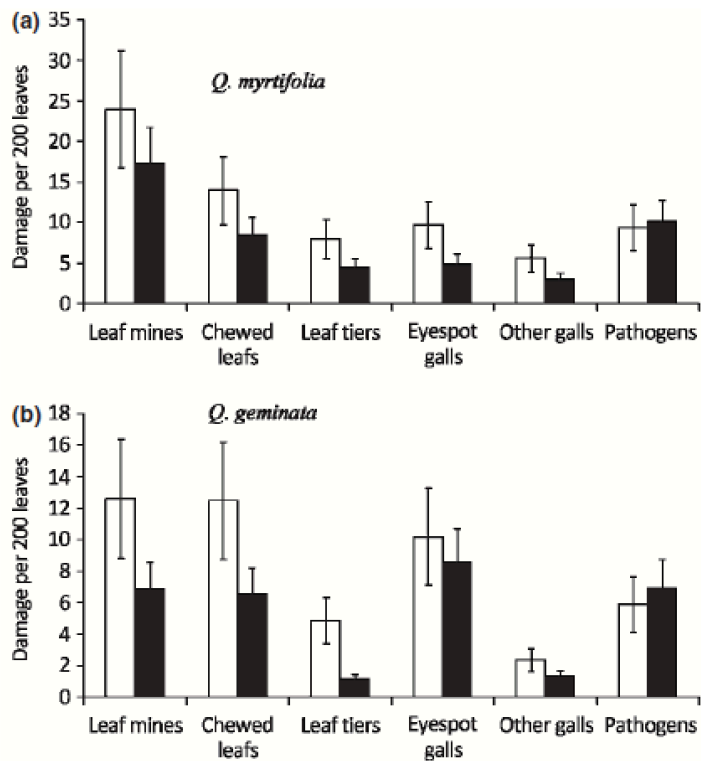 (a)
Q. myrtifolia
Damage per 200 leaves
35
30
25
20
15
10
5
0
Leaf mines Chewed leafs Leaf tiers Eyespot galls Other galls Pathogens
(b)
Q. geminata
Damage per 200 leaves
18
16
14
12
10
8
6
4
2
0
Leaf mines Chewed leafs Leaf tiers Eyespot galls Other galls Pathogens